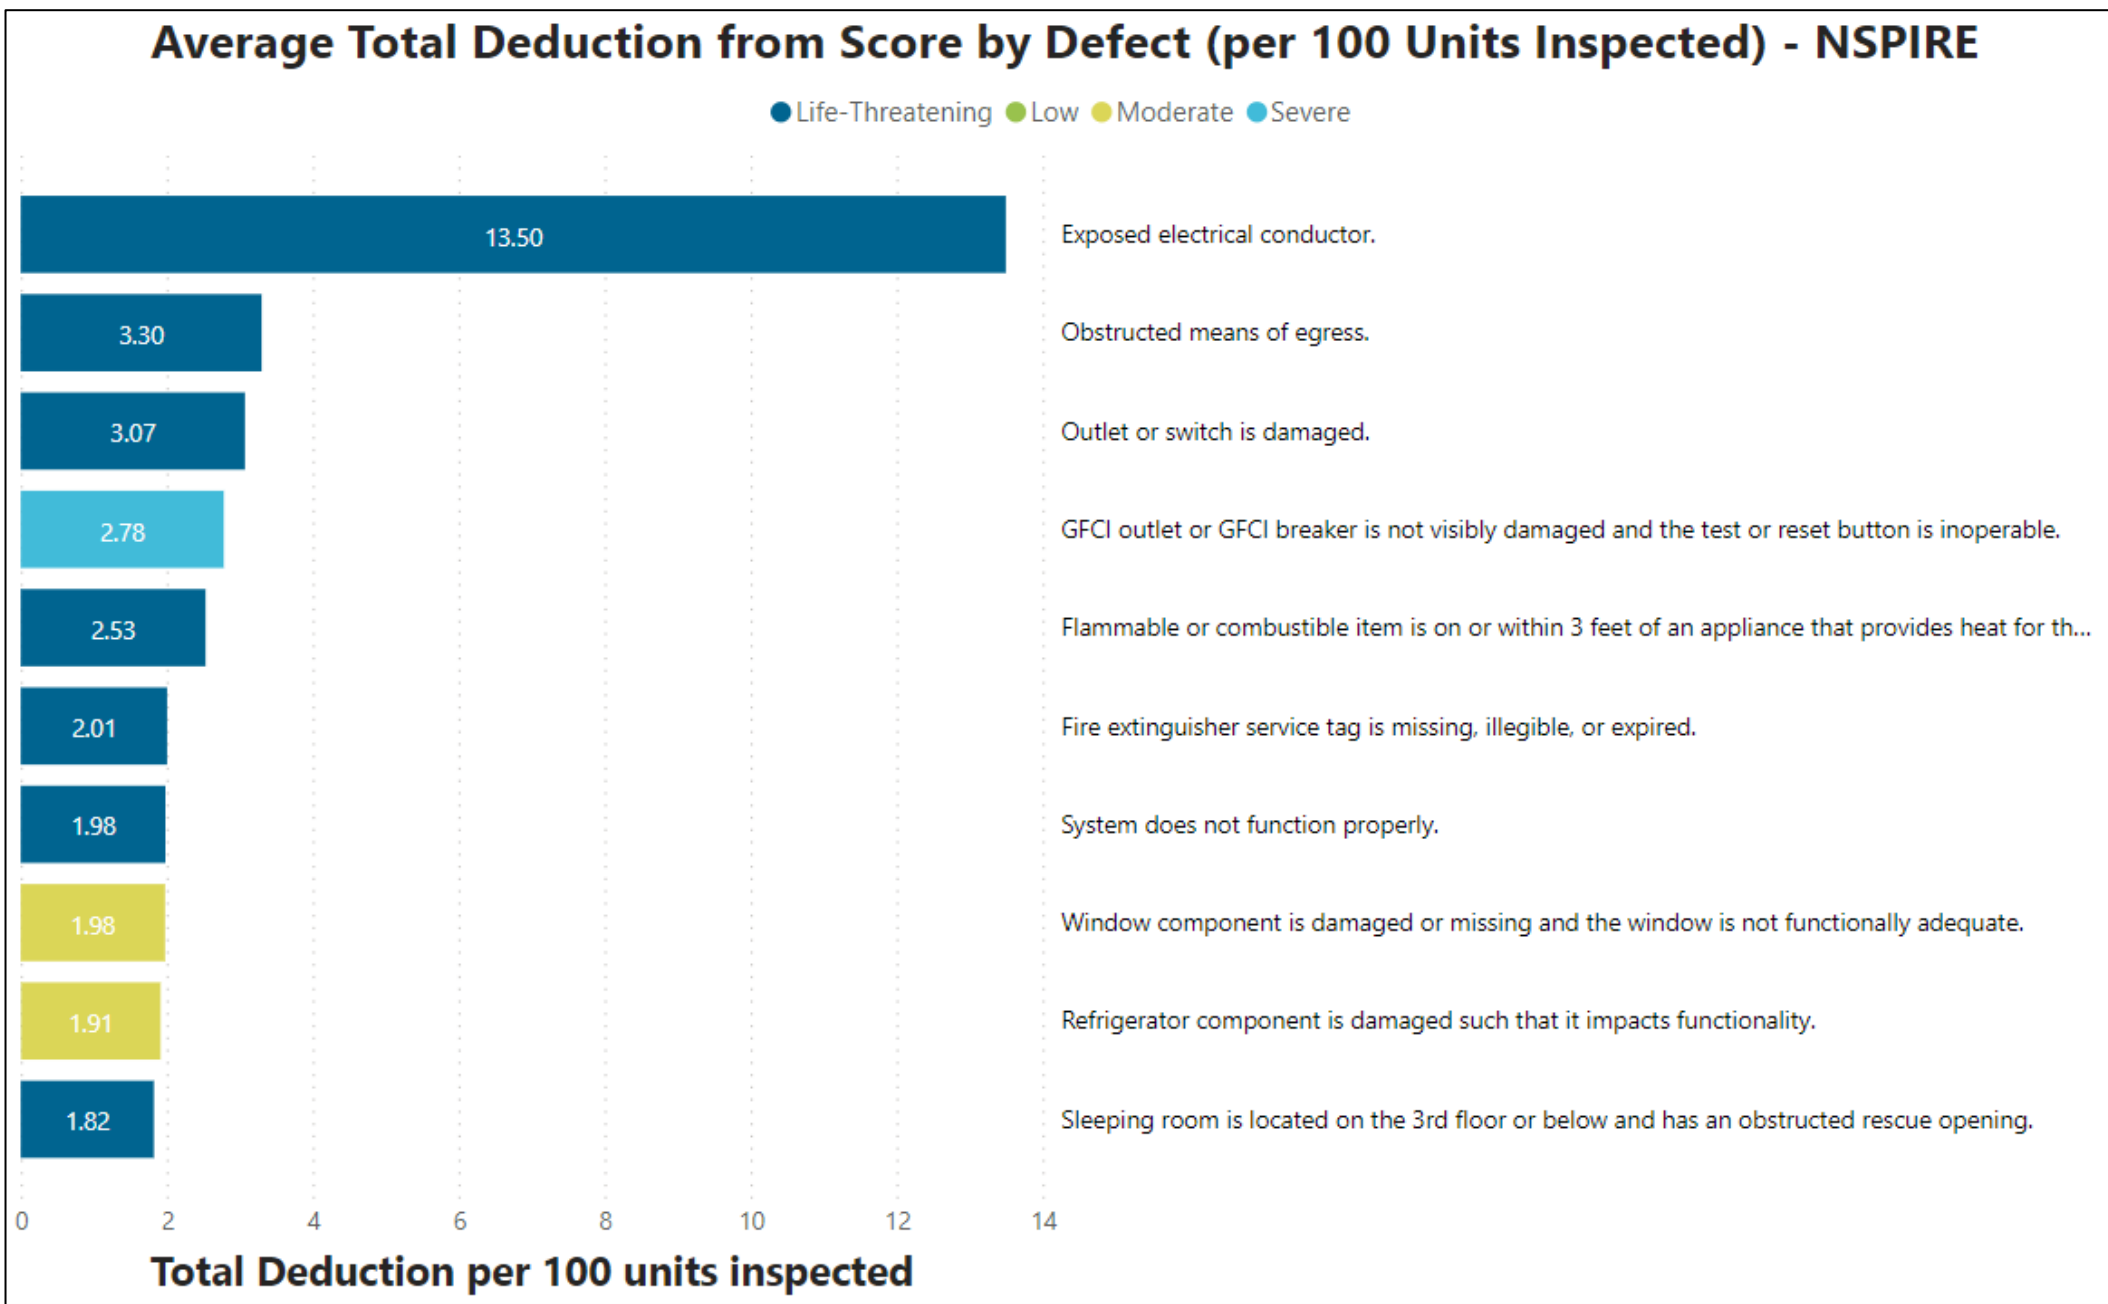 Average Total Deduction from Score by Defect (per 100 Units Inspected) - NSPIRE
Life-Threatening Low Moderate Severe
13.50 Exposed electrical conductor.
3.30 Obstructed means of egress.
3.07 Outlet or switch is damaged.
2.78 GFCI outlet or GFCI breaker is not visibly damaged and the test or reset button is inoperable.
2.53 Flammable or combustible item is on or within 3 feet of an appliance that provides heat for th...
2.01 Fire extinguisher service tag is missing, illegible, or expired.
1.98 System does not function properly.
1.98 Window component is damaged or missing and the window is not functionally adequate.
1.91 Refrigerator component is damaged such that it impacts functionality.
1.82 Sleeping room is located on the 3rd floor or below and has an obstructed rescue opening.
0 2 4 6 8 10 12 14
Total Deduction per 100 units inspected